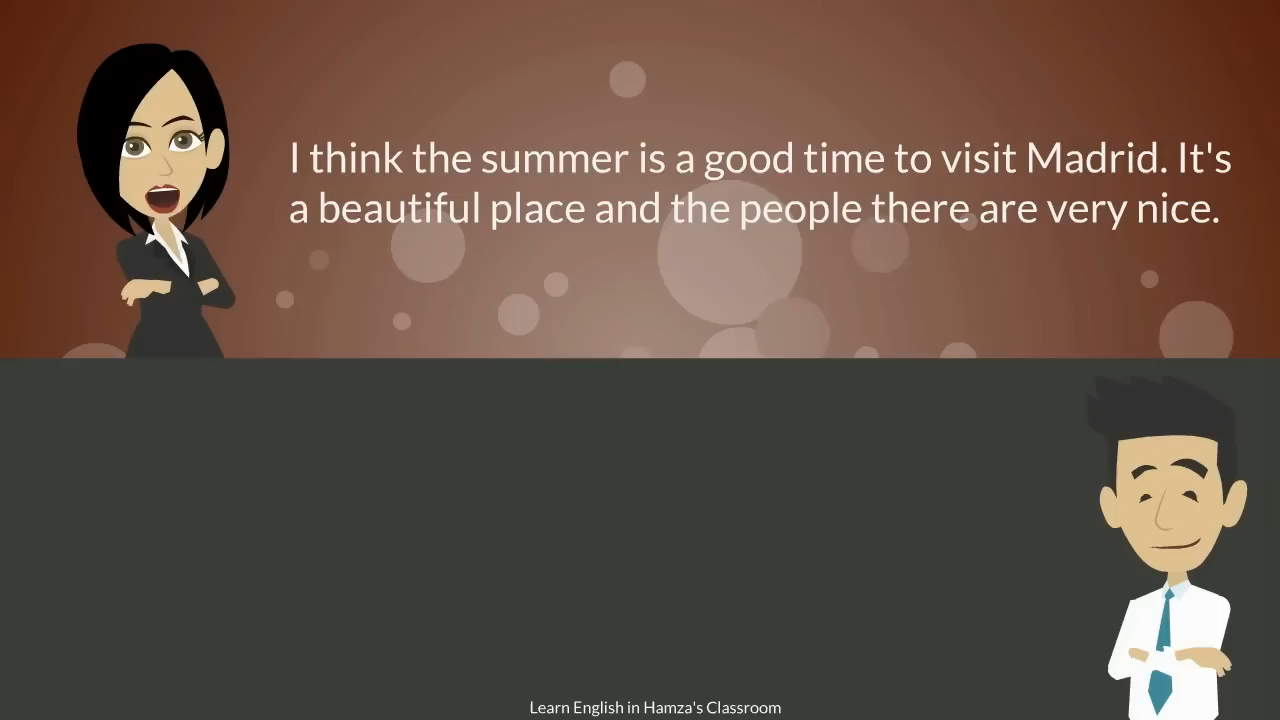 I think the summer is a good time to visit Madrid. It's
a beautiful place and the people there are very nice.
Learn English in Hamza's Classroom